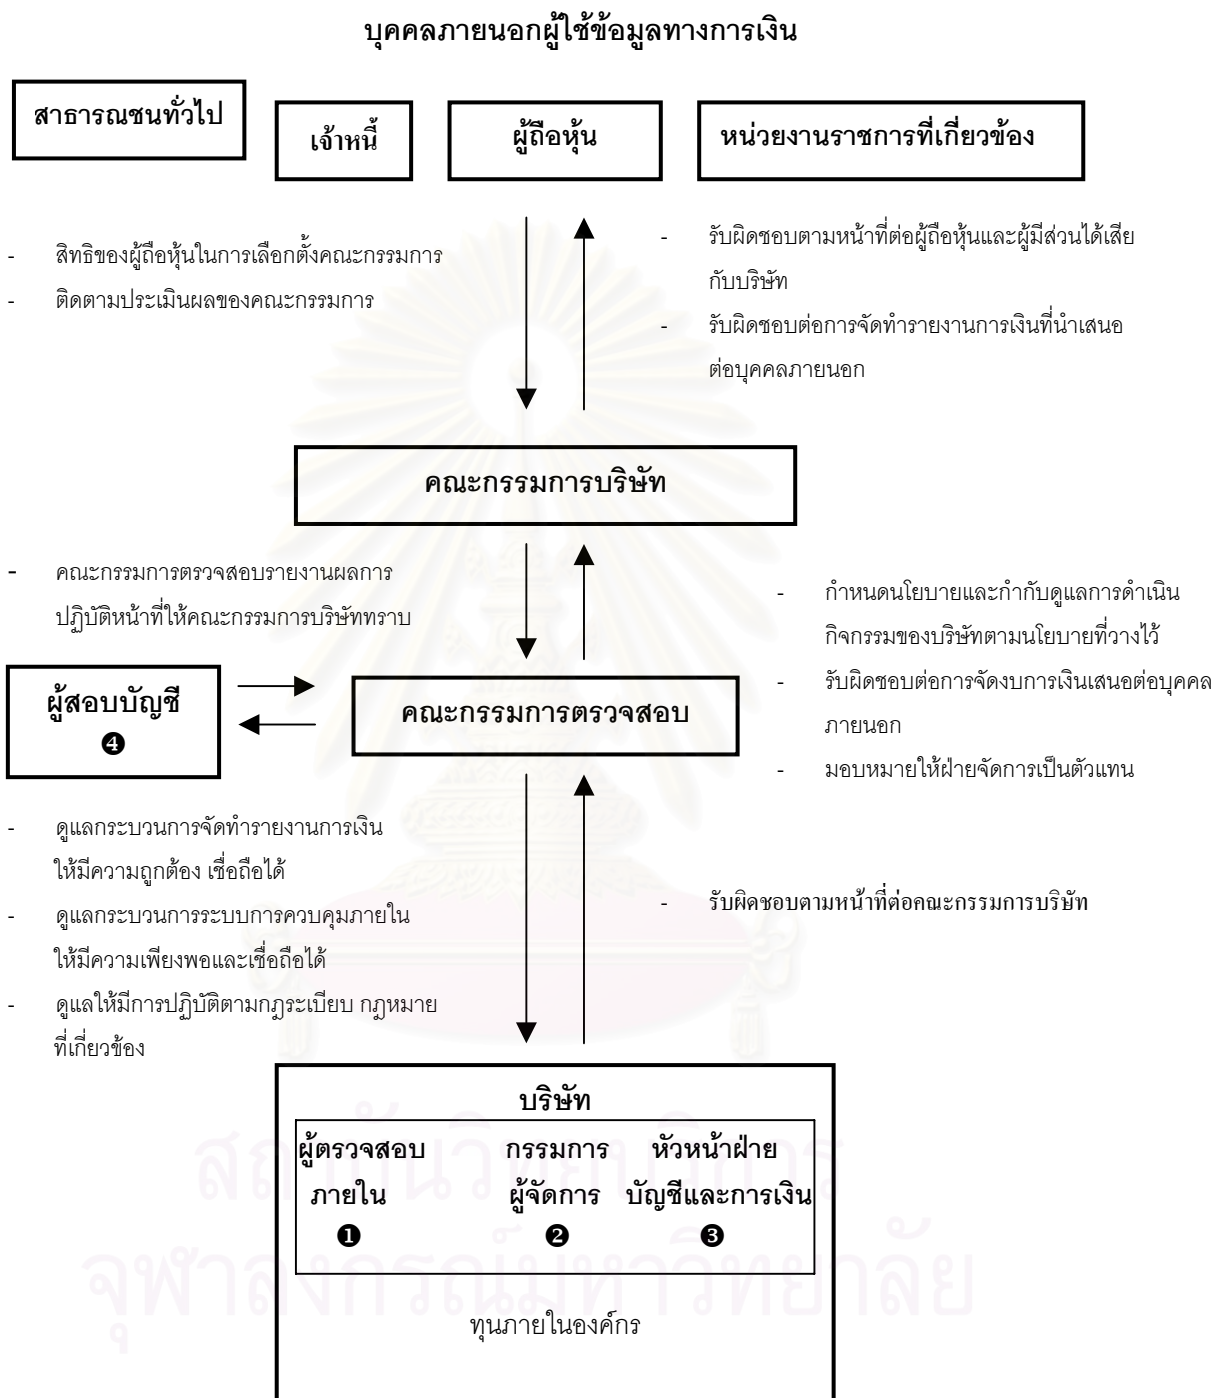 บุคคลภายนอกผู้ใช้ข้อมูลทางการเงิน
สาธารณชนทั่วไป
เจ้าหนี้
ผู้ถือหุ้น
หน่วยงานราชการที่เกี่ยวข้อง
- สิทธิของผู้ถือหุ้นในการเลือกตั้งคณะกรรมการ
- ติดตามประเมินผลของคณะกรรมการ
- รับผิดชอบตามหน้าที่ต่อผู้ถือหุ้นและผู้มีส่วนได้เสีย
กับบริษัท
- รับผิดชอบต่อการจัดทำรายงานการเงินที่นำเสนอ
ต่อบุคคลภายนอก
คณะกรรมการบริษัท
- คณะกรรมการตรวจสอบรายงานผลการ
ปฏิบัติหน้าที่ให้คณะกรรมการบริษัททราบ
- กำหนดนโยบายและกำกับดูแลการดำเนิน
กิจกรรมของบริษัทตามนโยบายที่วางไว้
- รับผิดชอบต่อการจัดงบการเงินเสนอต่อบุคคล
ภายนอก
- มอบหมายให้ฝ่ายจัดการเป็นตัวแทน
ผู้สอบบัญชี
❹
คณะกรรมการตรวจสอบ
- ดูแลกระบวนการจัดทำรายงานการเงิน
ให้มีความถูกต้อง เชื่อถือได้
- ดูแลกระบวนการระบบการควบคุมภายใน
ให้มีความเพียงพอและเชื่อถือได้
- ดูแลให้มีการปฏิบัติตามกฎระเบียบ กฎหมาย
ที่เกี่ยวข้อง
- รับผิดชอบตามหน้าที่ต่อคณะกรรมการบริษัท
บริษัท
ผู้ตรวจสอบ
ภายใน
❶
กรรมการ
ผู้จัดการ
❷
หัวหน้าฝ่าย
บัญชีและการเงิน
❸
ทุนภายในองค์กร
สถาบันวิทยบริการ
จุฬาลงกรณ์มหาวิทยาลัย